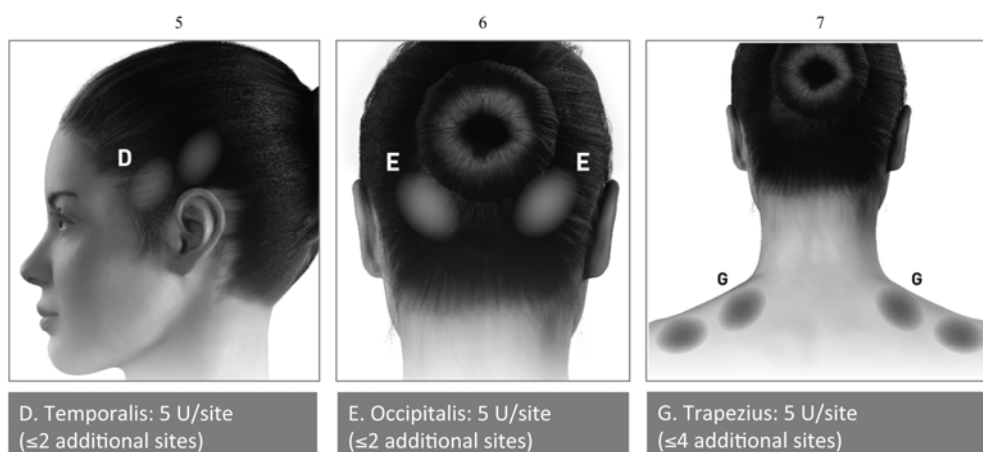 5
6
7
D
E
E
G
G
D. Temporalis: 5 U/site
(≤2 additional sites)
E. Occipitalis: 5 U/site
(≤2 additional sites)
G. Trapezius: 5 U/site
(≤4 additional sites)